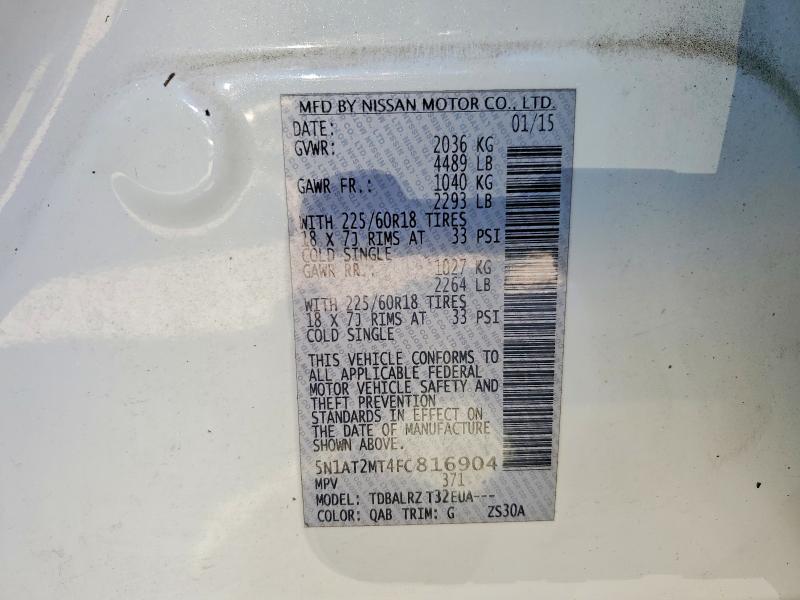 MFD BY NISSAN MOTOR CO., LTD.
DATE: 01/15
GVWR: 2036 KG
4489 LB
GAWR FR.: 1040 KG
2293 LB
WITH 225/60R18 TIRES
18 X 7J RIMS AT 33 PSI
COLD SINGLE
GAWR RR.: 1027 KG
2264 LB
WITH 225/60R18 TIRES
18 X 7J RIMS AT 33 PSI
COLD SINGLE
THIS VEHICLE CONFORMS TO
ALL APPLICABLE FEDERAL
MOTOR VEHICLE SAFETY AND
THEFT PREVENTION
STANDARDS IN EFFECT ON
THE DATE OF MANUFACTURE
SHOWN ABOVE.
5N1AT2MT4FC816904
MPV 371
MODEL: TDBALRZ T32EUA---
COLOR: QAB TRIM: G ZS30A